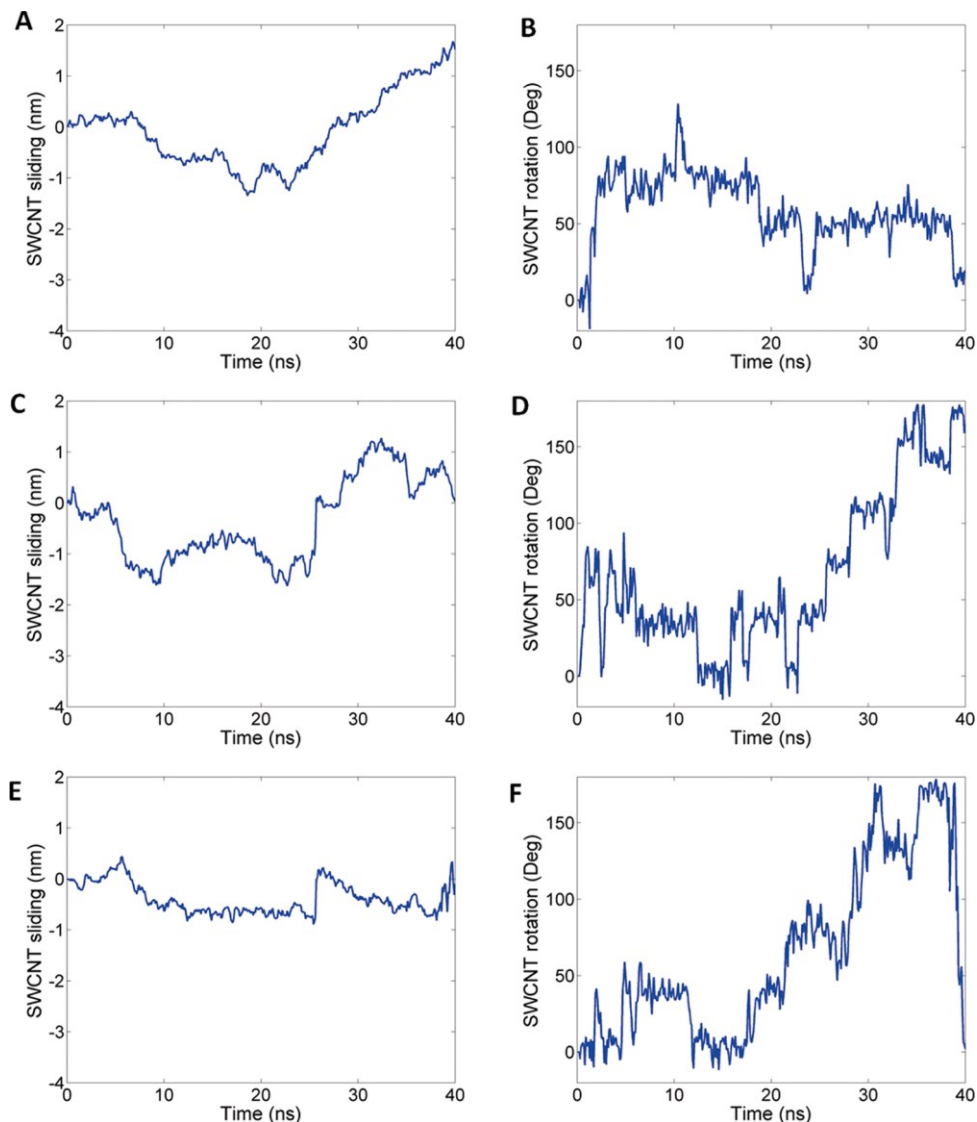 A
SWCNT sliding (nm)
2
1
0
-1
-2
-3
-4
0 10 20 30 40
Time (ns)
B
SWCNT rotation (Deg)
150
100
50
0
0 10 20 30 40
Time (ns)
C
SWCNT sliding (nm)
2
1
0
-1
-2
-3
-4
0 10 20 30 40
Time (ns)
D
SWCNT rotation (Deg)
150
100
50
0
0 10 20 30 40
Time (ns)
E
SWCNT sliding (nm)
2
1
0
-1
-2
-3
-4
0 10 20 30 40
Time (ns)
F
SWCNT rotation (Deg)
150
100
50
0
0 10 20 30 40
Time (ns)